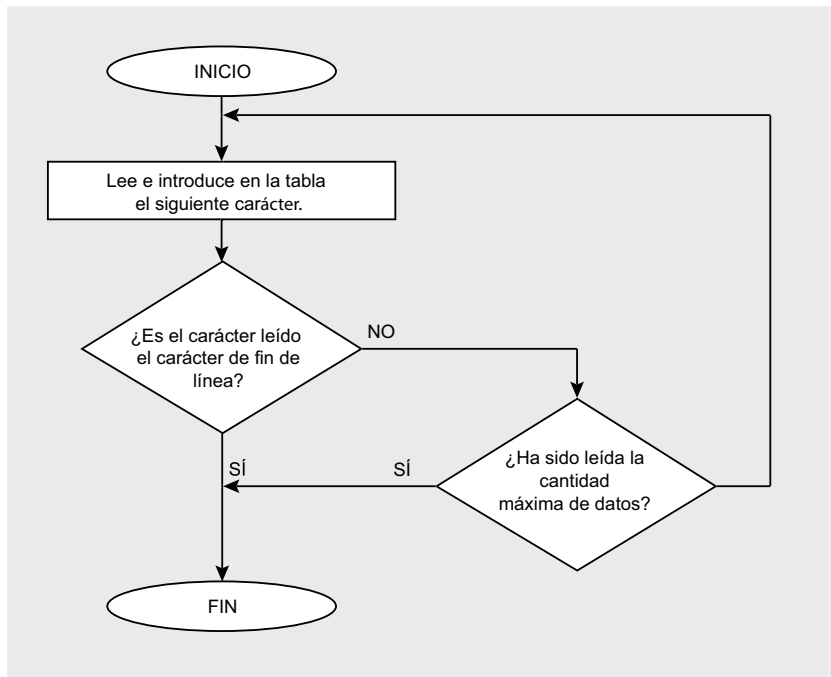 INICIO
Lee e introduce en la tabla
el siguiente carácter.
¿Es el carácter leído
el carácter de fin de
línea?
NO
¿Ha sido leída la
cantidad
máxima de datos?
SÍ
SÍ
FIN